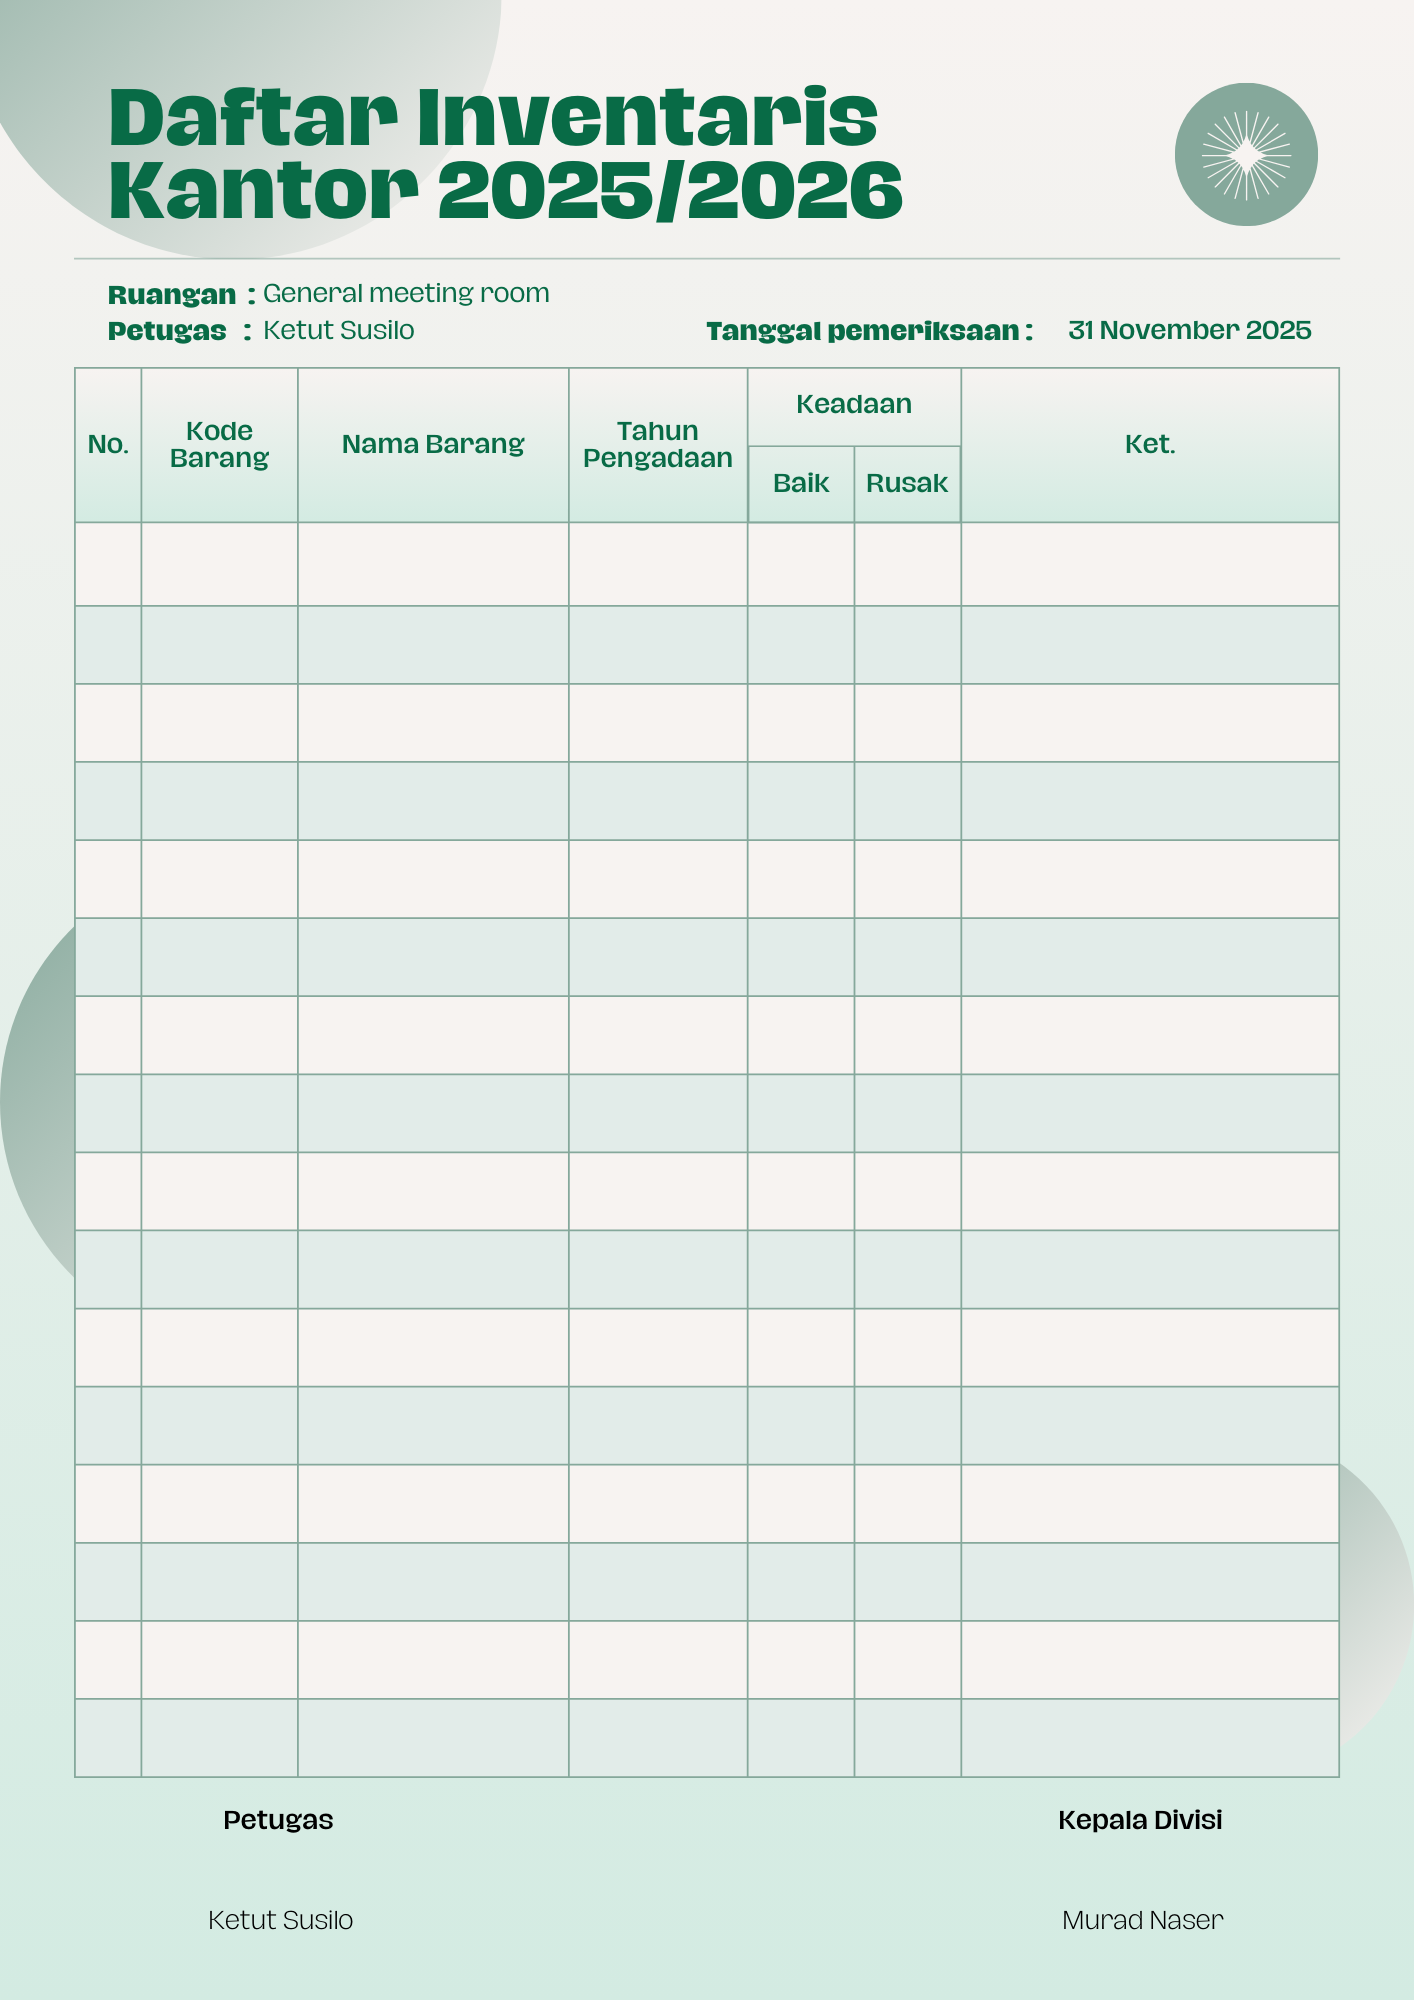 Daftar Inventaris
Kantor 2025/2026
Ruangan : General meeting room
Petugas : Ketut Susilo
Tanggal pemeriksaan : 31 November 2025
No.
Kode
Barang
Nama Barang
Tahun
Pengadaan
Keadaan
Baik
Rusak
Ket.
Petugas
Kepala Divisi
Ketut Susilo
Murad Naser